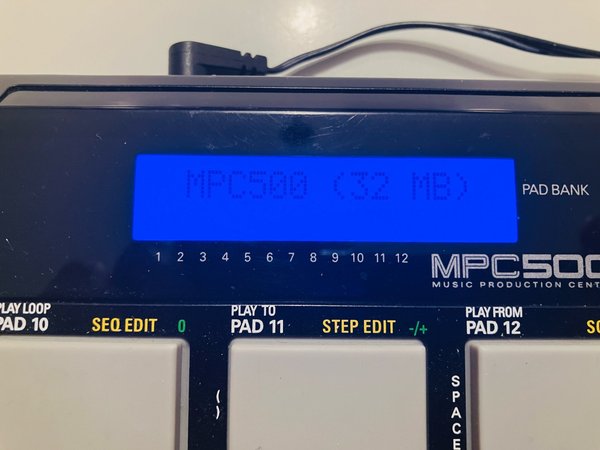 MPC500 (32 MB)
PAD BANK
1 2 3 4 5 6 7 8 9 10 11 12
MPC500
MUSIC PRODUCTION CENT
PLAY LOOP
PAD 10
SEQ EDIT 0
PLAY TO
PAD 11
STEP EDIT -/+
PLAY FROM
PAD 12
SO
( )
SPACE